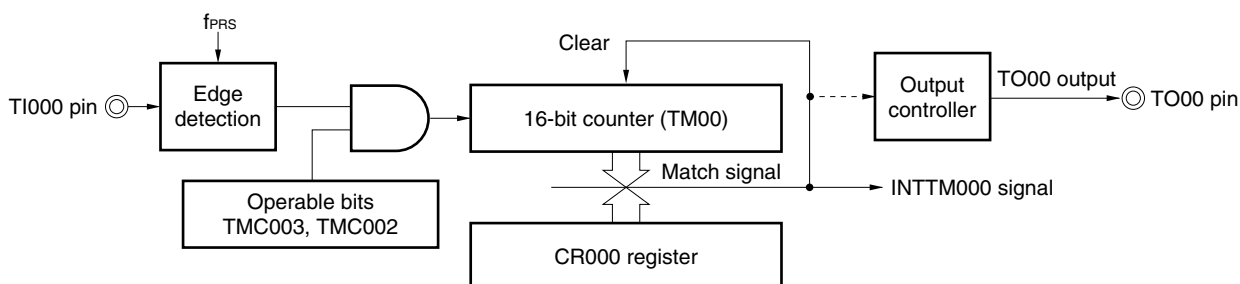 fPRS
Clear
TI000 pin
Edge
detection
16-bit counter (TM00)
Output
controller
TO00 output
TO00 pin
Match signal
INTTM000 signal
Operable bits
TMC003, TMC002
CR000 register